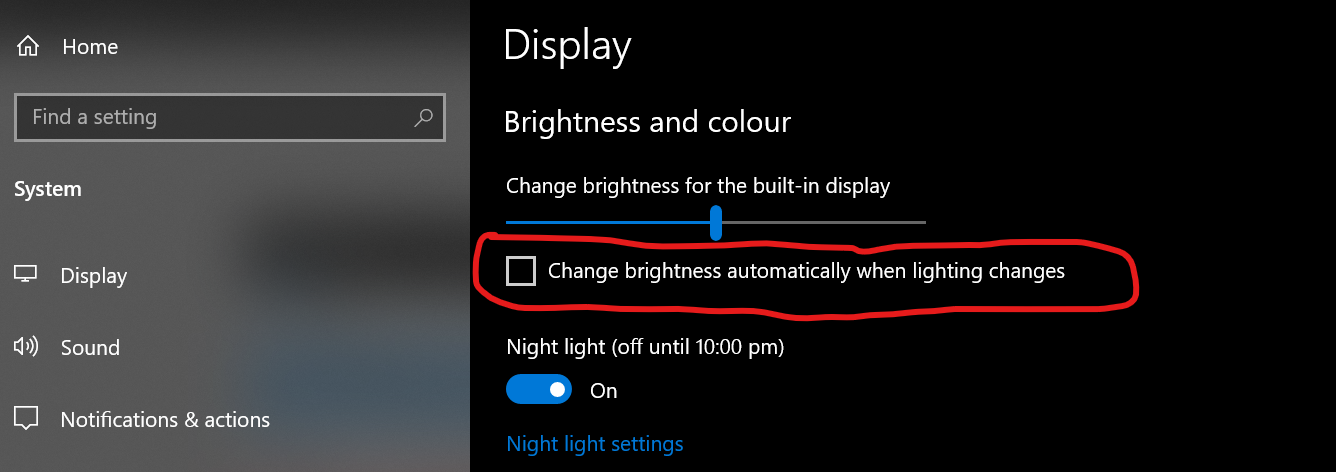 Home
Find a setting
System
Display
Sound
Notifications & actions
Display
Brightness and colour
Change brightness for the built-in display
Change brightness automatically when lighting changes
Night light (off until 10:00 pm)
On
Night light settings